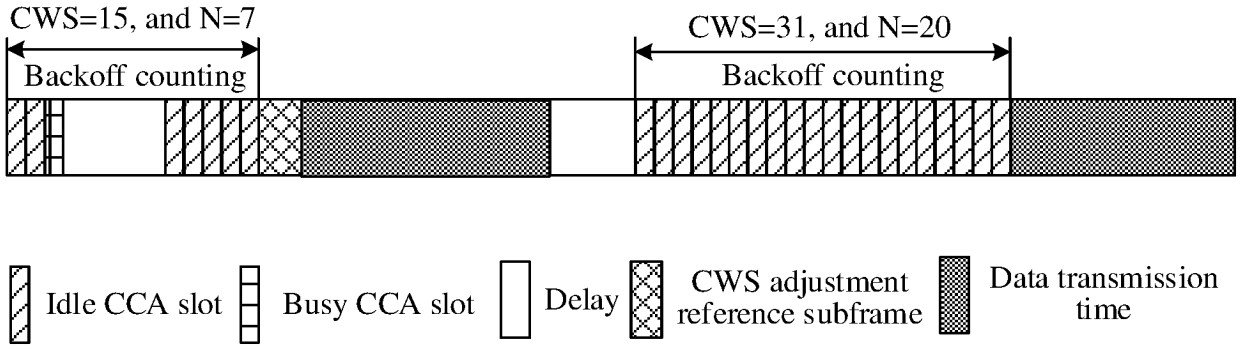 CWS=15, and N=7
CWS=31, and N=20
Backoff counting
Backoff counting
Idle CCA slot
Busy CCA slot
Delay
CWS adjustment
reference subframe
Data transmission
time